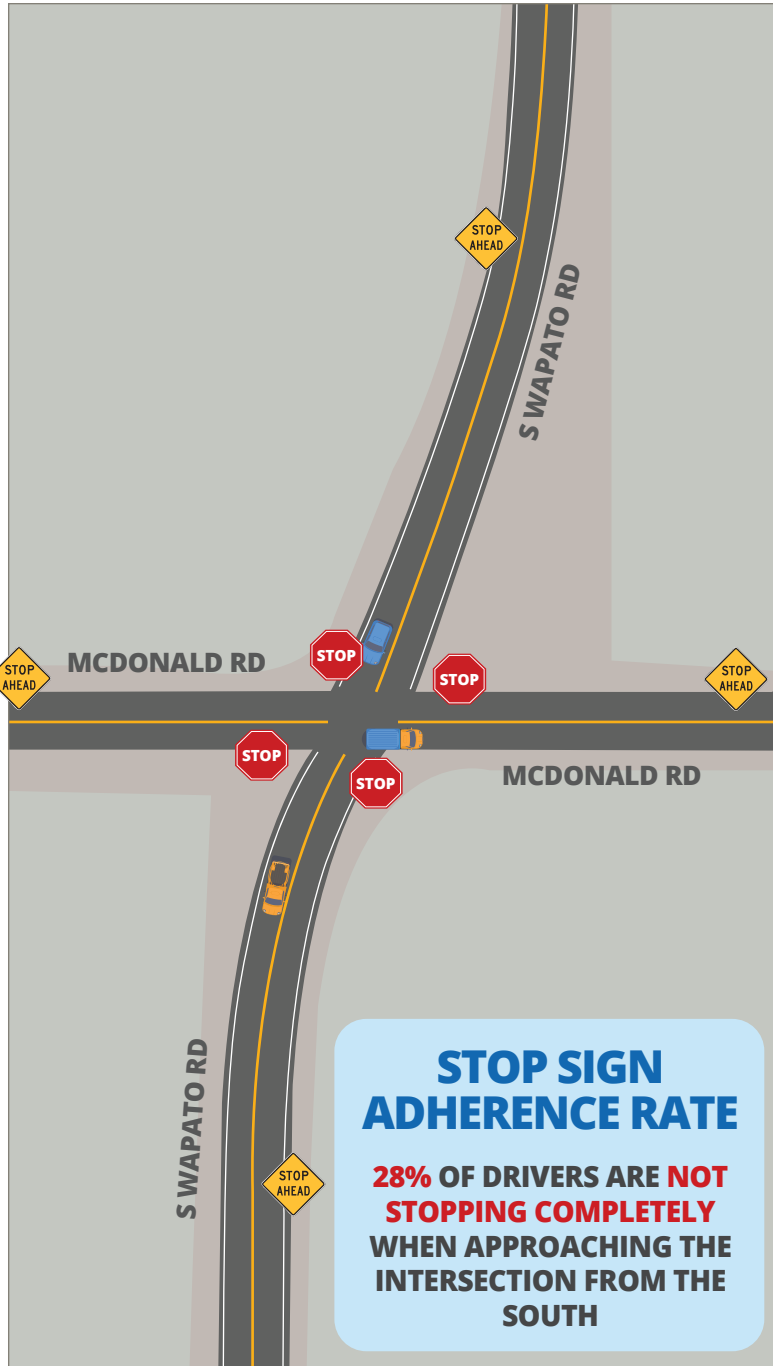 STOP
AHEAD
S WAPATO RD
STOP
MCDONALD RD
STOP
AHEAD
STOP
STOP
AHEAD
STOP
STOP
MCDONALD RD
S WAPATO RD
STOP
AHEAD
STOP SIGN
ADHERENCE RATE
28% OF DRIVERS ARE NOT
STOPPING COMPLETELY
WHEN APPROACHING THE
INTERSECTION FROM THE
SOUTH